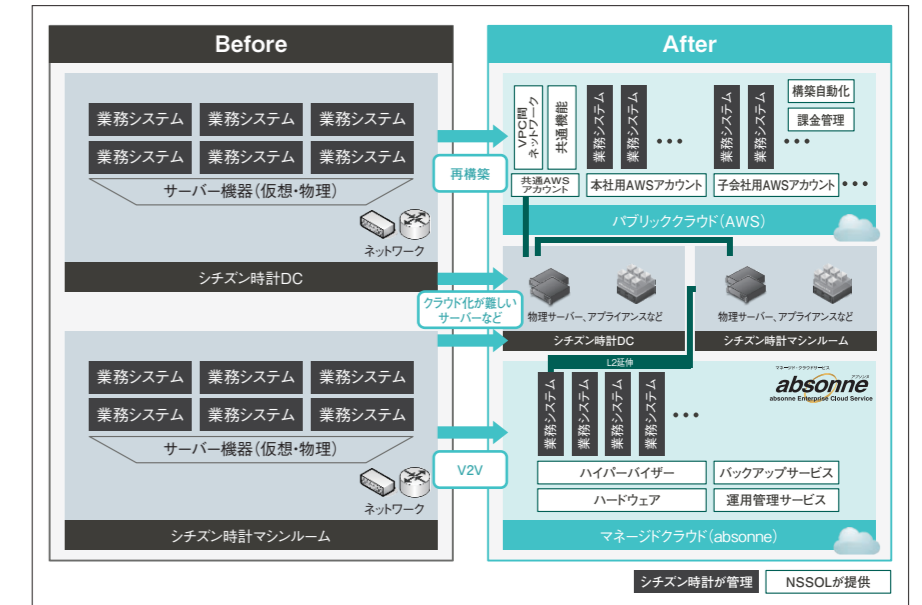 Before
業務システム 業務システム 業務システム
業務システム 業務システム 業務システム
サーバー機器(仮想・物理)
ネットワーク
シチズン時計DC
業務システム 業務システム 業務システム
業務システム 業務システム 業務システム
サーバー機器(仮想・物理)
ネットワーク
シチズン時計マシンルーム
再構築
クラウド化が難しい
サーバーなど
V2V
After
VPC間
ネットワーク
共通機能
業務システム
業務システム
•••
業務システム
業務システム
•••
構築自動化
課金管理
共通AWS
アカウント
本社用AWSアカウント
子会社用AWSアカウント
•••
パブリッククラウド(AWS)
物理サーバー、アプライアンスなど
シチズン時計DC
物理サーバー、アプライアンスなど
シチズン時計マシンルーム
L2延伸
業務システム
業務システム
業務システム
業務システム
•••
マネージド・クラウドサービス
アブソンヌ
absonne
absonne Enterprise Cloud Service
ハイパーバイザー
バックアップサービス
ハードウェア
運用管理サービス
マネージドクラウド(absonne)
シチズン時計が管理
NSSOLが提供